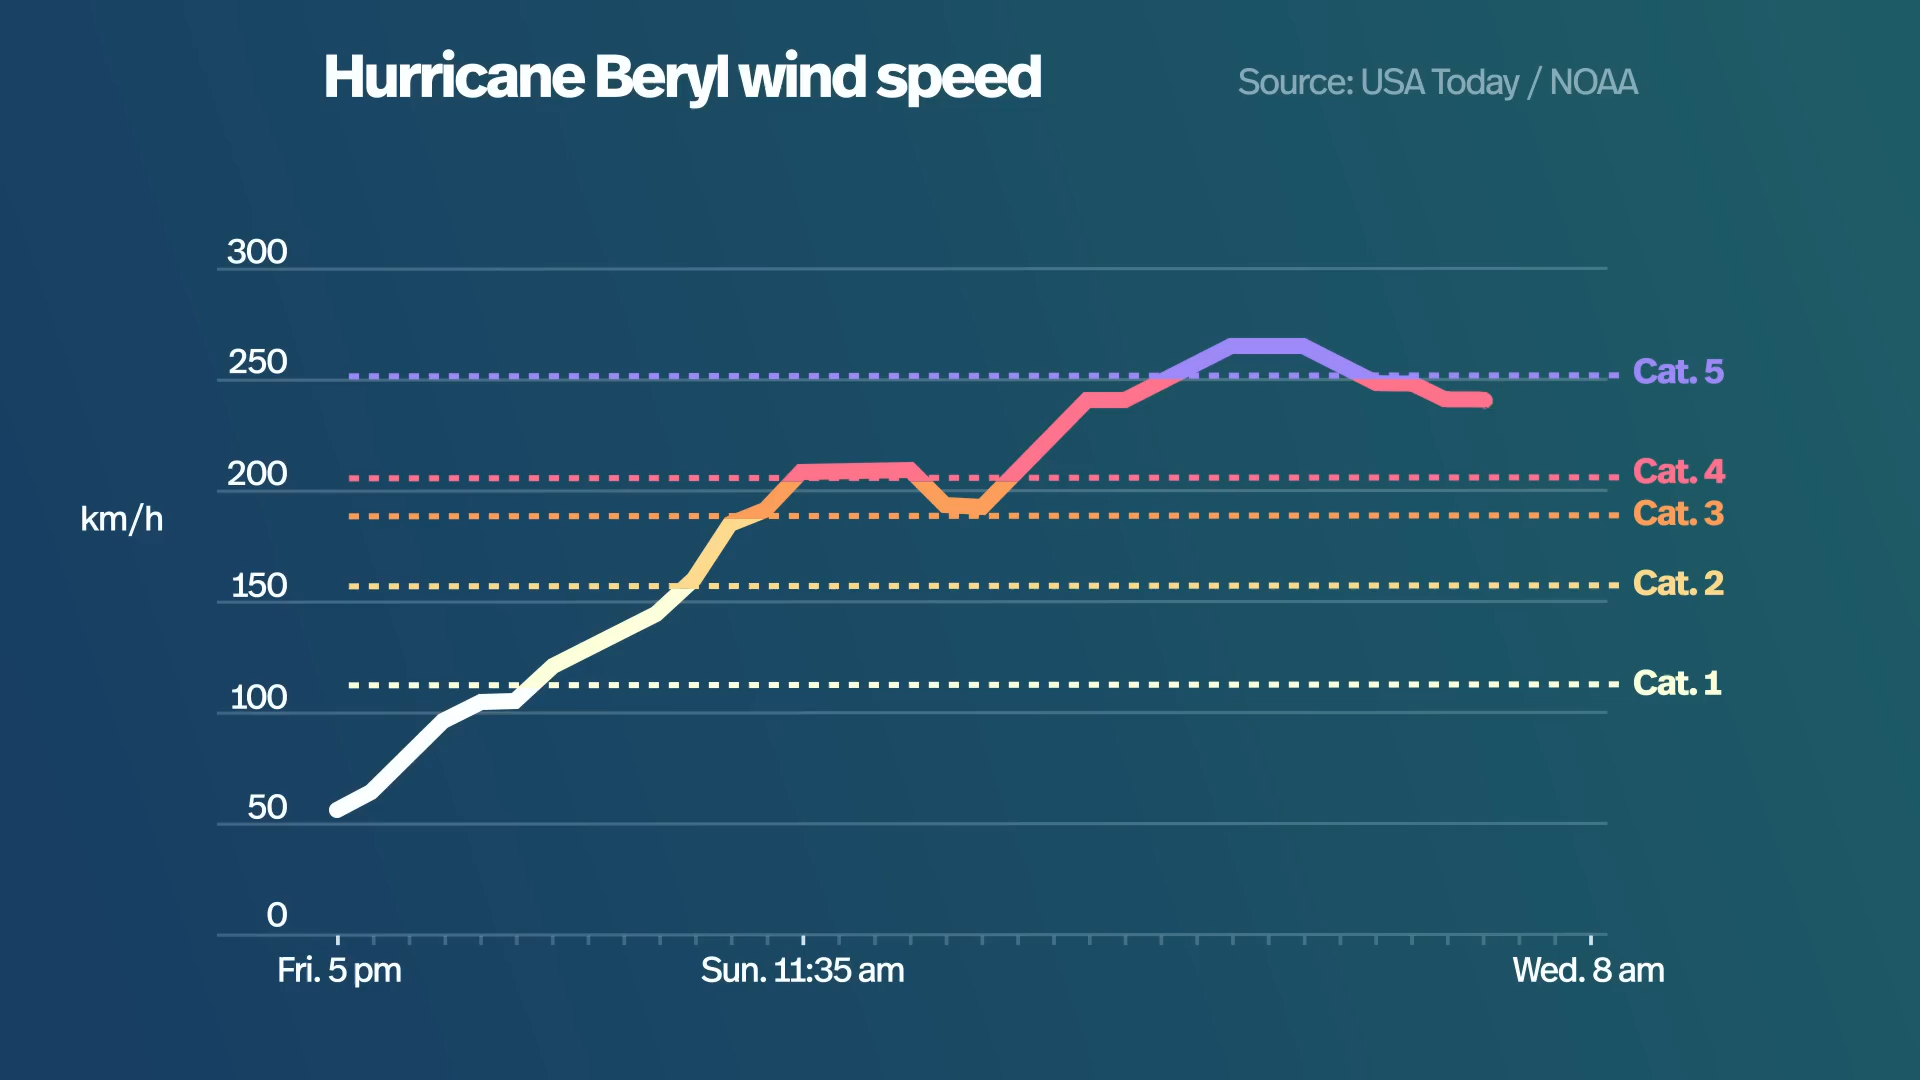 Hurricane Beryl wind speed
Source: USA Today / NOAA
300
250
Cat. 5
200
Cat. 4
km/h
Cat. 3
150
Cat. 2
100
Cat. 1
50
0
Fri. 5 pm
Sun. 11:35 am
Wed. 8 am